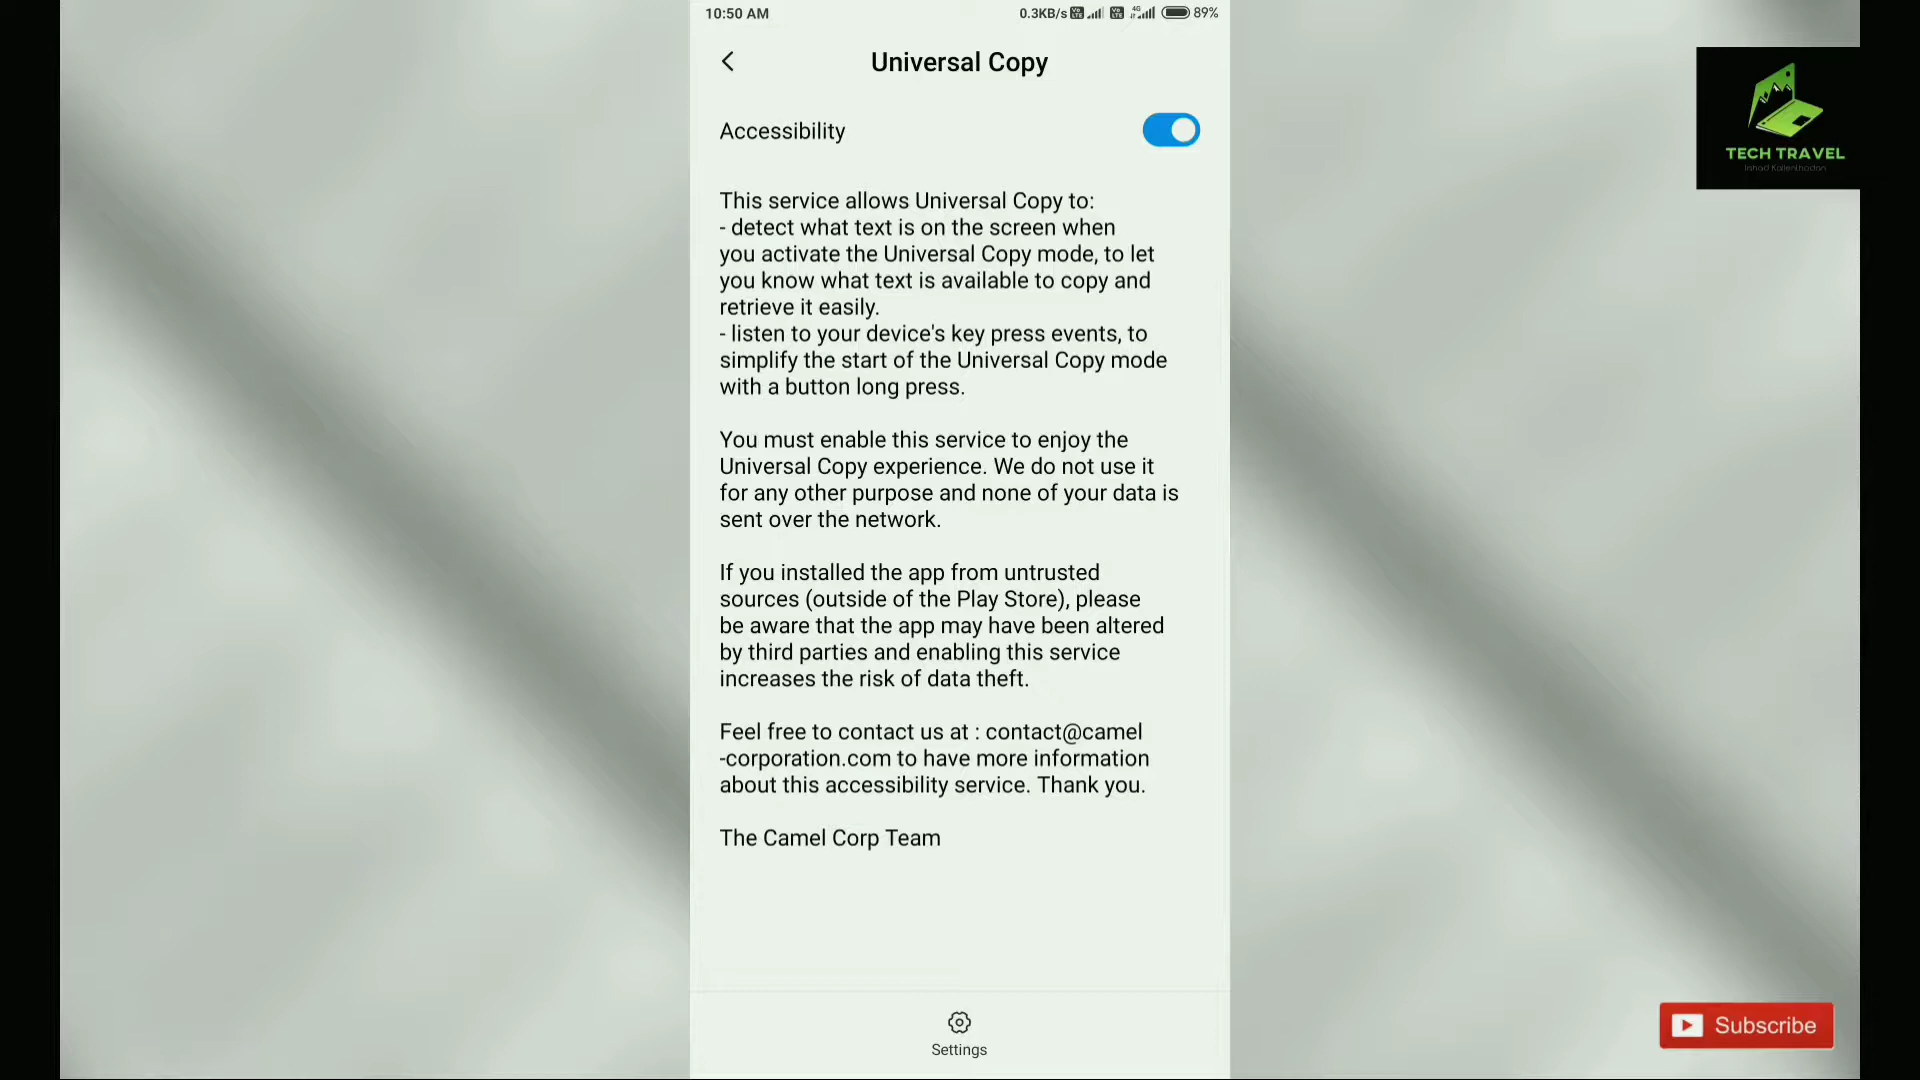 10:50 AM
0.3KB/s
4G
89%
Universal Copy
Accessibility
TECH TRAVEL
This service allows Universal Copy to:
- detect what text is on the screen when
you activate the Universal Copy mode, to let
you know what text is available to copy and
retrieve it easily.
- listen to your device's key press events, to
simplify the start of the Universal Copy mode
with a button long press.
You must enable this service to enjoy the
Universal Copy experience. We do not use it
for any other purpose and none of your data is
sent over the network.
If you installed the app from untrusted
sources (outside of the Play Store), please
be aware that the app may have been altered
by third parties and enabling this service
increases the risk of data theft.
Feel free to contact us at : contact@camel
-corporation.com to have more information
about this accessibility service. Thank you.
The Camel Corp Team
Settings
Subscribe